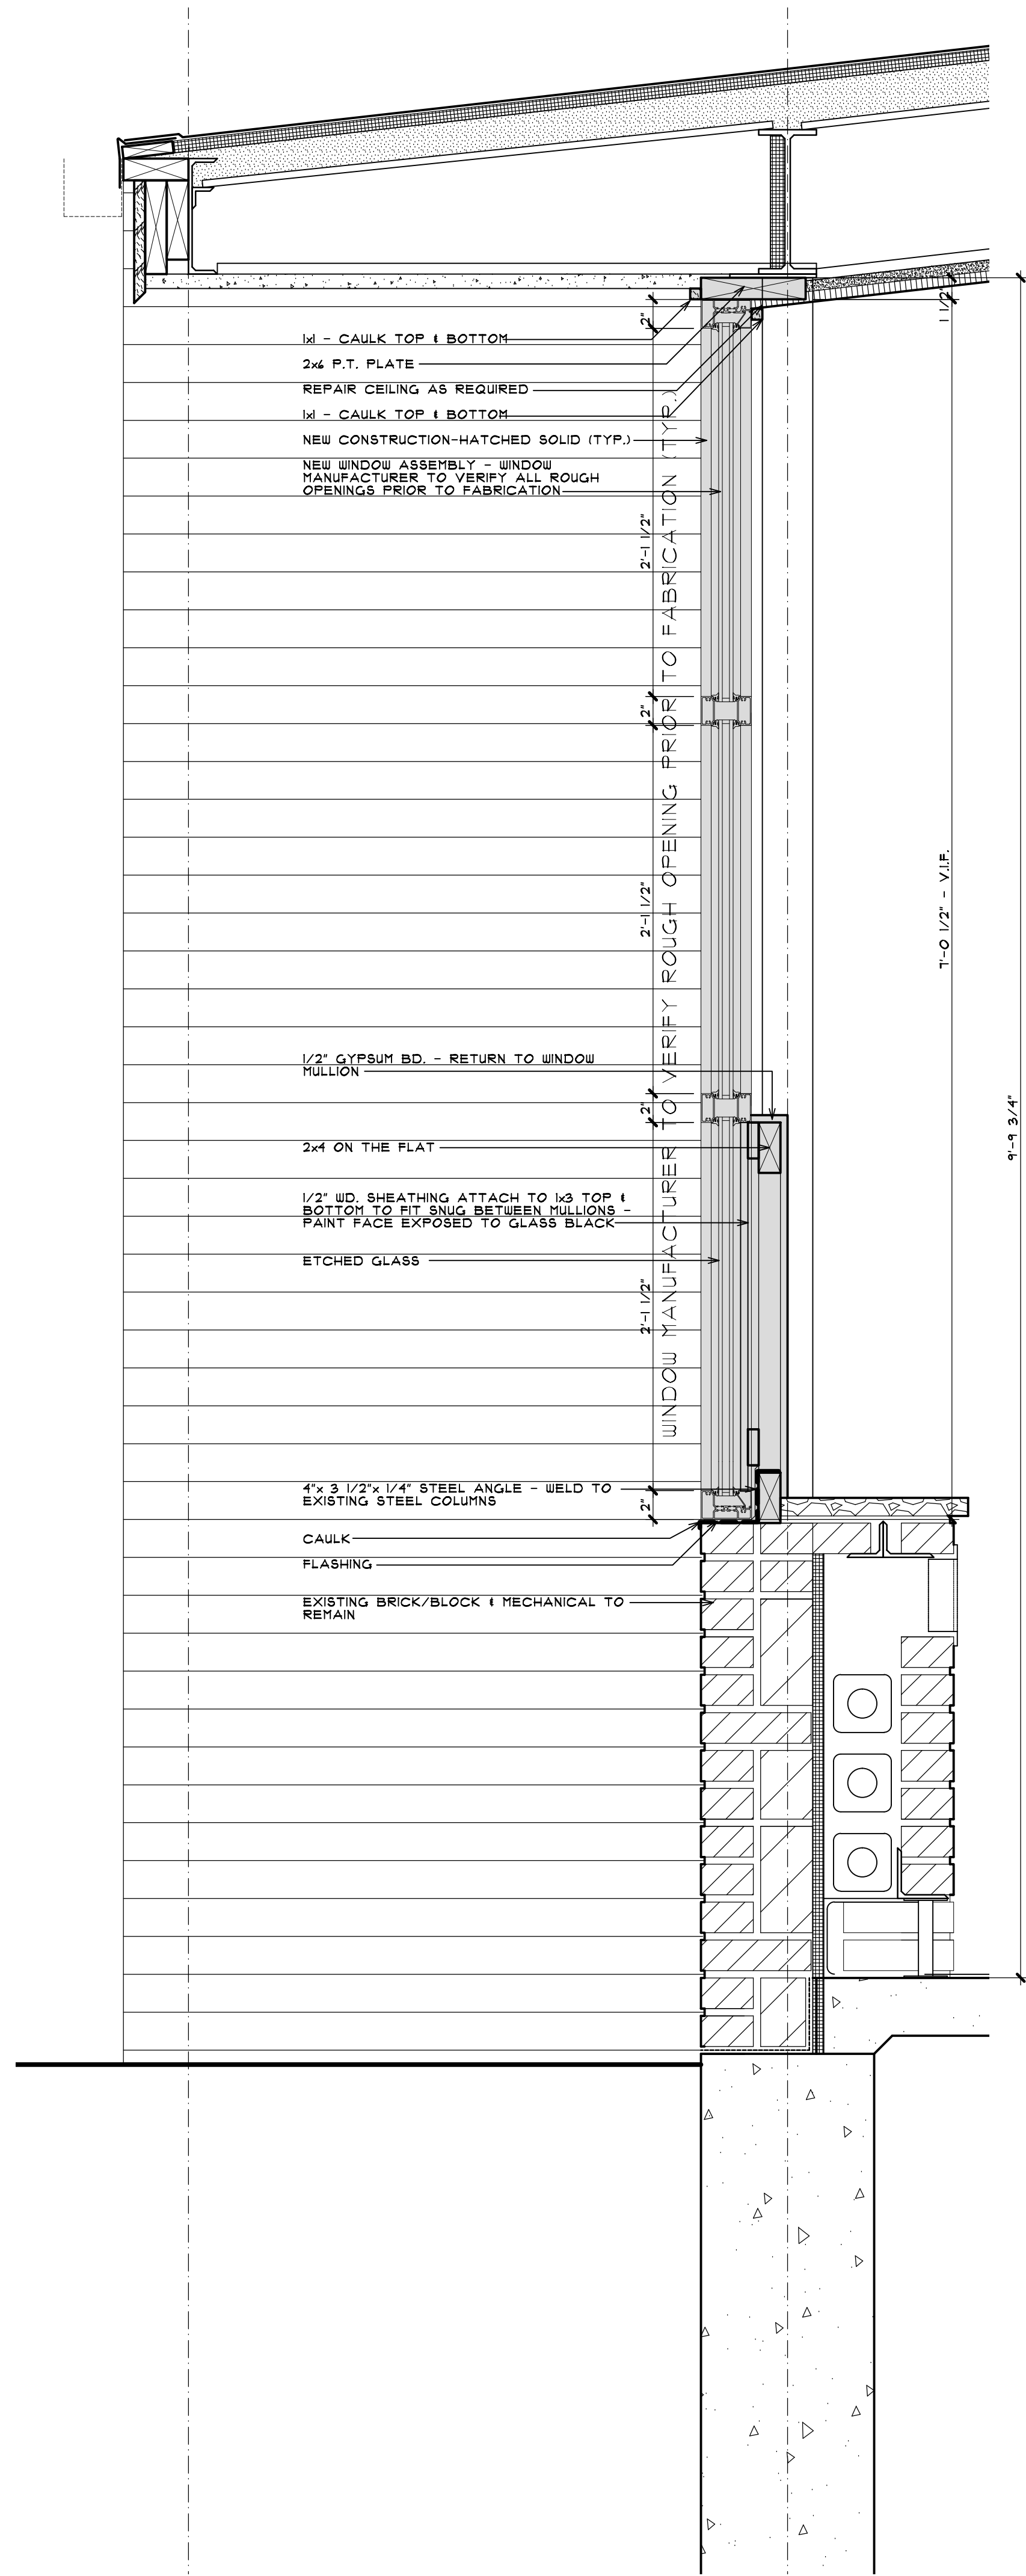 1 1/2"
2"
1x1 - CAULK TOP & BOTTOM
2x6 P.T. PLATE
REPAIR CEILING AS REQUIRED
1x1 - CAULK TOP & BOTTOM
NEW CONSTRUCTION-HATCHED SOLID (TYP.)
NEW WINDOW ASSEMBLY - WINDOW
MANUFACTURER TO VERIFY ALL ROUGH
OPENINGS PRIOR TO FABRICATION
2'-1 1/2"
WINDOW MANUFACTURER TO VERIFY ROUGH OPENING PRIOR TO FABRICATION (TYP.)
2"
2'-1 1/2"
7'-0 1/2" - V.I.F.
1/2" GYPSUM BD. - RETURN TO WINDOW
MULLION
2"
9'-9 3/4"
2x4 ON THE FLAT
1/2" WD. SHEATHING ATTACH TO 1x3 TOP &
BOTTOM TO FIT SNUG BETWEEN MULLIONS -
PAINT FACE EXPOSED TO GLASS BLACK
ETCHED GLASS
2'-1 1/2"
4"x 3 1/2"x 1/4" STEEL ANGLE - WELD TO
EXISTING STEEL COLUMNS
2"
CAULK
FLASHING
EXISTING BRICK/BLOCK & MECHANICAL TO
REMAIN